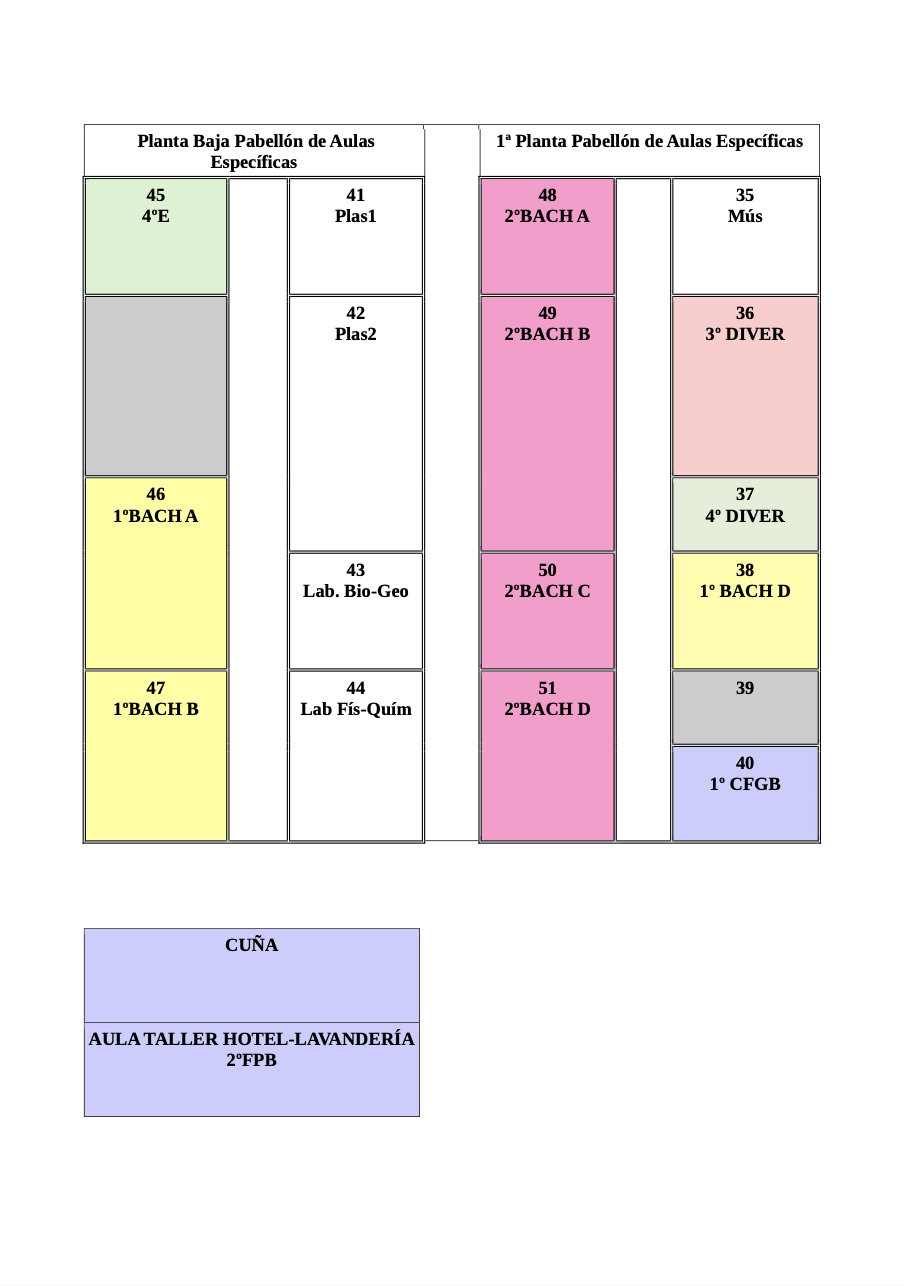 Planta Baja Pabellón de Aulas
Específicas
1ª Planta Pabellón de Aulas Específicas
45
4ºE
41
Plas1
48
2ºBACH A
35
Mús
42
Plas2
49
2ºBACH B
36
3º DIVER
46
1ºBACH A
37
4º DIVER
43
Lab. Bio-Geo
50
2ºBACH C
38
1º BACH D
47
1ºBACH B
44
Lab Fís-Quím
51
2ºBACH D
39
40
1º CFGB
CUÑA
AULA TALLER HOTEL-LAVANDERÍA
2ºFPB